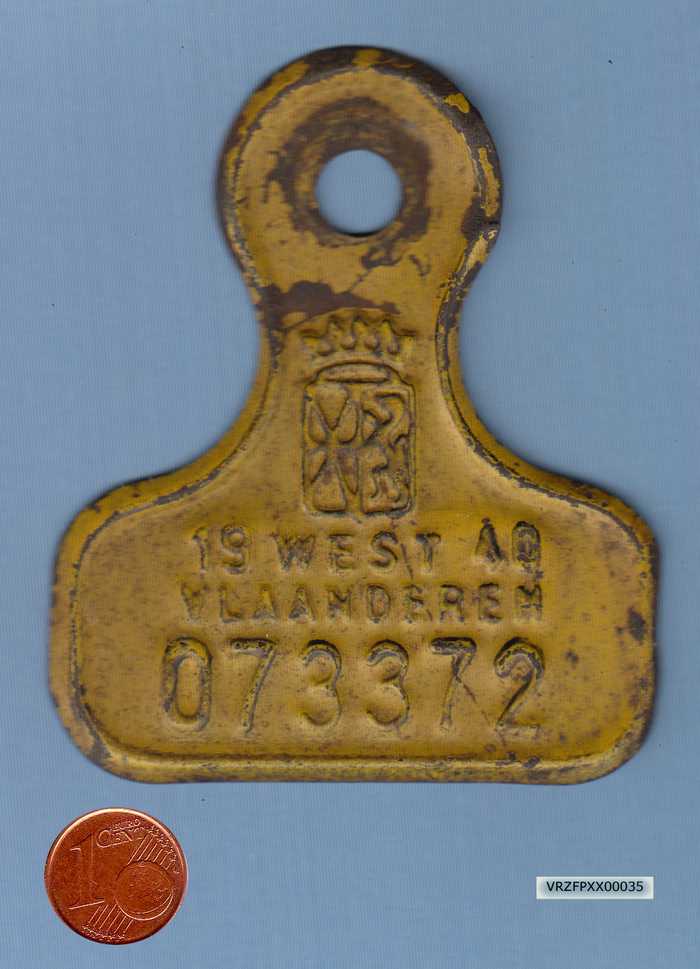 19 WEST 40
VLAANDEREN
073372
1 EURO
CENT
VRZFPXX00035